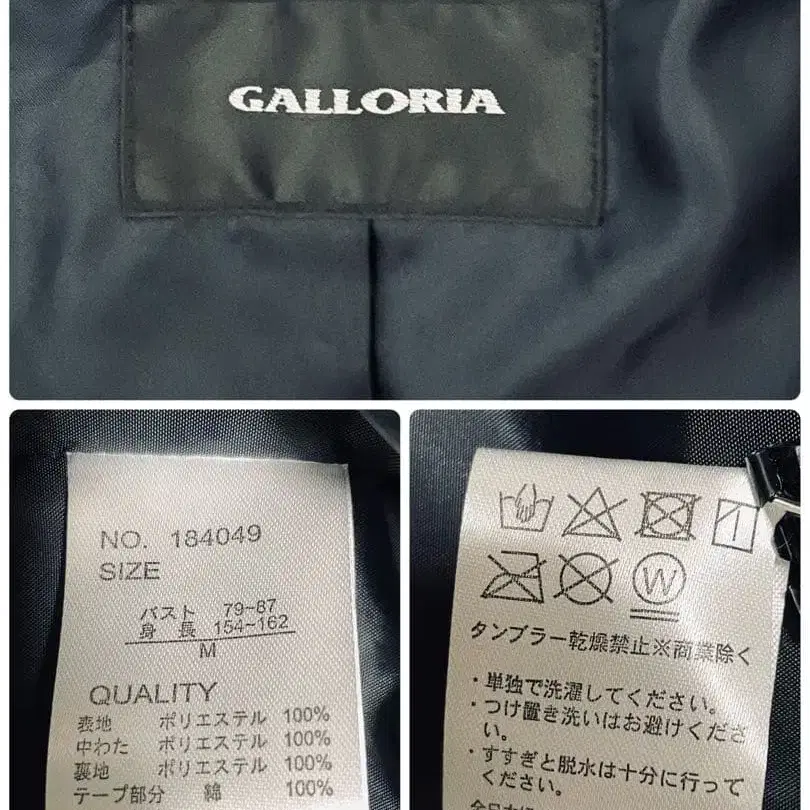 GALLORIA
NO. 184049
SIZE
バスト 79~87
身 長 154~162
M
QUALITY
表地 ポリエステル 100%
中わた ポリエステル 100%
裏地 ポリエステル 100%
テープ部分 綿 100%
W
タンブラー乾燥禁止※商業除く
・単独で洗濯してください。
・つけ置き洗いはお避けくださ
い。
・すすぎと脱水は十分に行って
ください。